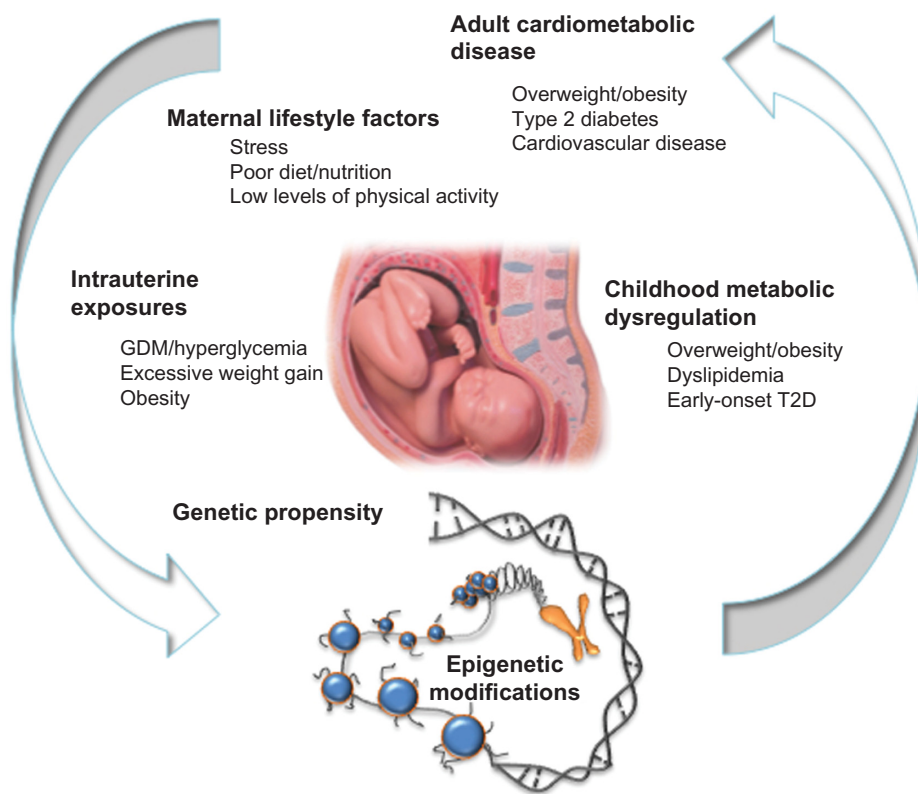 Adult cardiometabolic
disease
Overweight/obesity
Type 2 diabetes
Cardiovascular disease
Maternal lifestyle factors
Stress
Poor diet/nutrition
Low levels of physical activity
Intrauterine
exposures
GDM/hyperglycemia
Excessive weight gain
Obesity
Childhood metabolic
dysregulation
Overweight/obesity
Dyslipidemia
Early-onset T2D
Genetic propensity
Epigenetic
modifications